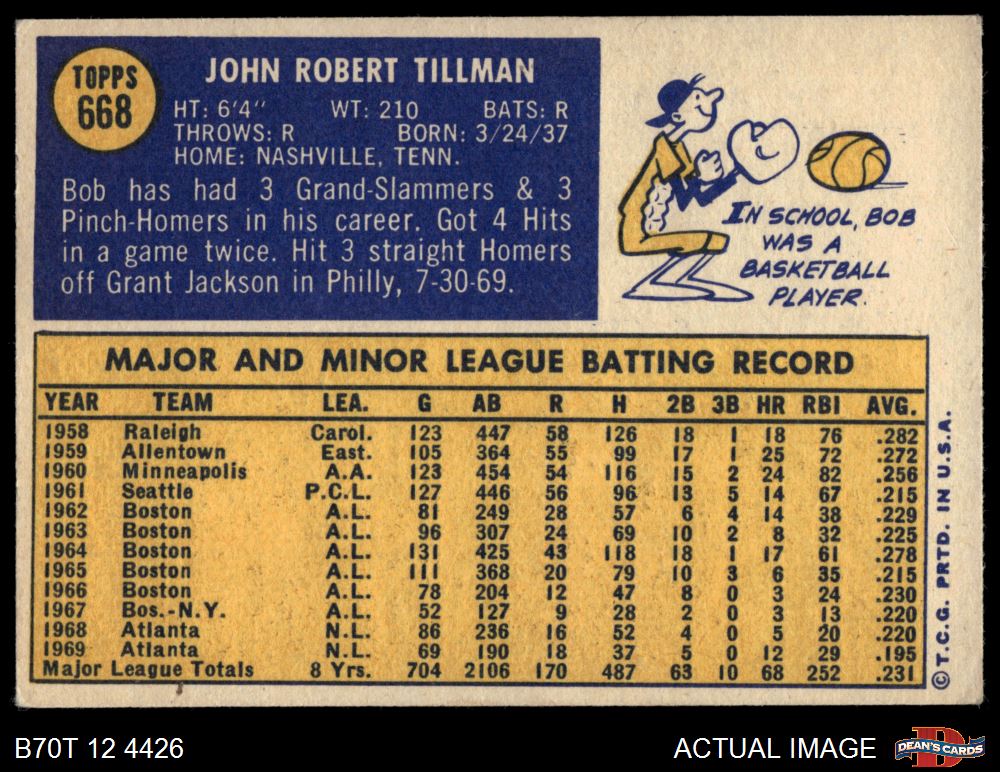 TOPPS
668
JOHN ROBERT TILLMAN
HT: 6'4" WT: 210 BATS: R
THROWS: R BORN: 3/24/37
HOME: NASHVILLE, TENN.
Bob has had 3 Grand-Slammers & 3
Pinch-Homers in his career. Got 4 Hits
in a game twice. Hit 3 straight Homers
off Grant Jackson in Philly, 7-30-69.
IN SCHOOL, BOB
WAS A
BASKETBALL
PLAYER.
MAJOR AND MINOR LEAGUE BATTING RECORD
YEAR TEAM LEA. G AB R H 2B 3B HR RBI AVG.
1958 Raleigh Carol. 123 447 58 126 18 1 18 76 .282
1959 Allentown East. 105 364 55 99 17 1 25 72 .272
1960 Minneapolis A.A. 123 454 54 116 15 2 24 82 .256
1961 Seattle P.C.L. 127 446 56 96 13 5 14 67 .215
1962 Boston A.L. 81 249 28 57 6 4 14 38 .229
1963 Boston A.L. 96 307 24 69 10 2 8 32 .225
1964 Boston A.L. 131 425 43 118 18 1 17 61 .278
1965 Boston A.L. 111 368 20 79 10 3 6 35 .215
1966 Boston A.L. 78 204 12 47 8 0 3 24 .230
1967 Bos.-N.Y. A.L. 52 127 9 28 2 0 3 13 .220
1968 Atlanta N.L. 86 236 16 52 4 0 5 20 .220
1969 Atlanta N.L. 69 190 18 37 5 0 12 29 .195
Major League Totals 8 Yrs. 704 2106 170 487 63 10 68 252 .231
©T.C.G. PRTD. IN U.S.A.
B70T 12 4426
ACTUAL IMAGE
DEAN'S CARDS